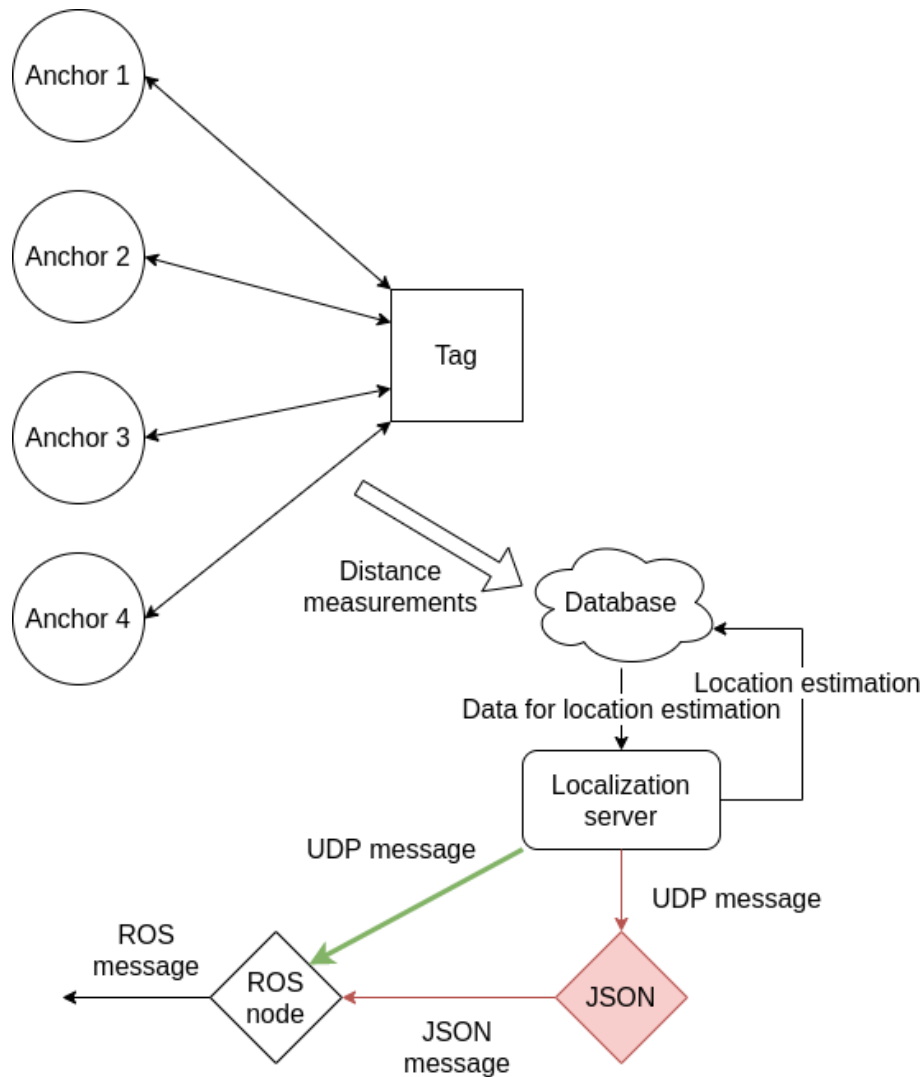 Anchor 1
Anchor 2
Tag
Anchor 3
Distance
measurements
Database
Anchor 4
Location estimation
Data for location estimation
Localization
server
UDP message
UDP message
ROS
message
ROS
node
JSON
JSON
message